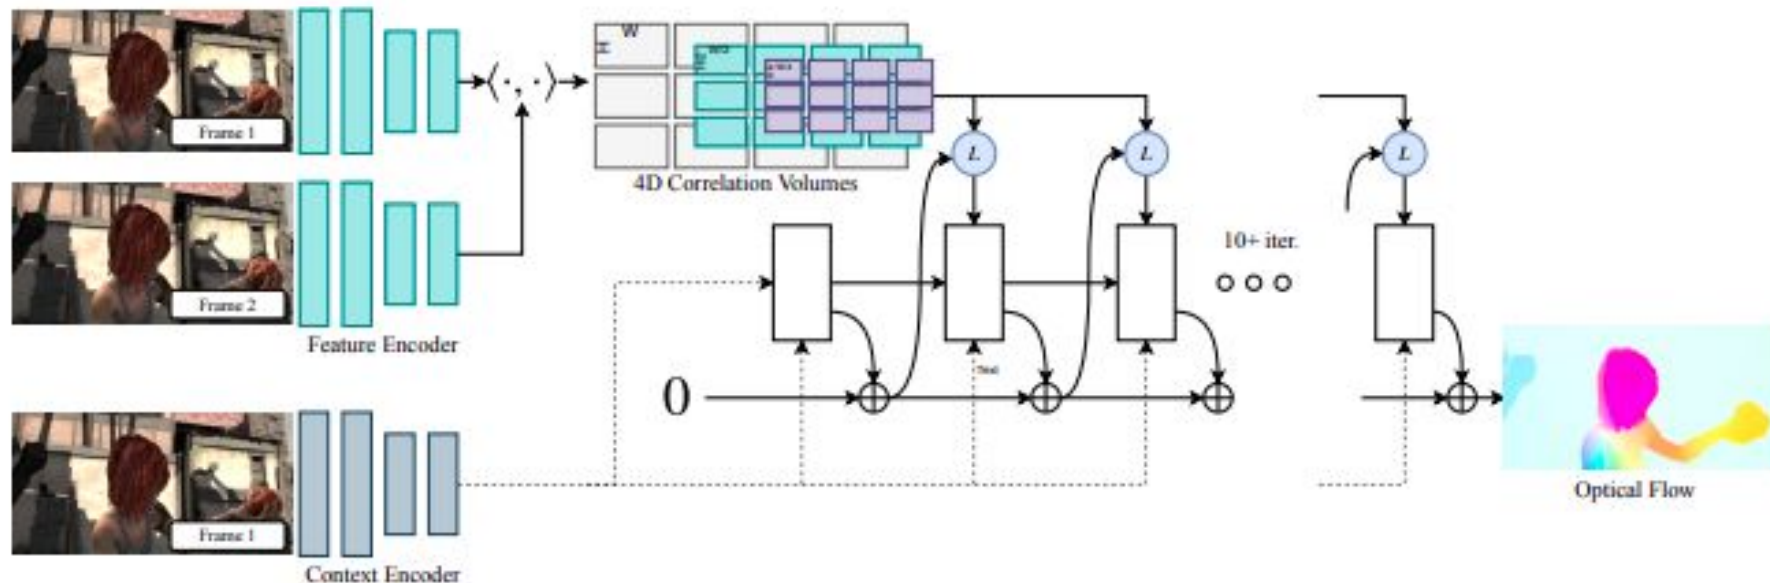 Frame 1
Frame 2
Feature Encoder
Frame 1
Context Encoder
⟨·,·⟩
H
W
4D Correlation Volumes
L
L
L
10+ iter.
0
Optical Flow